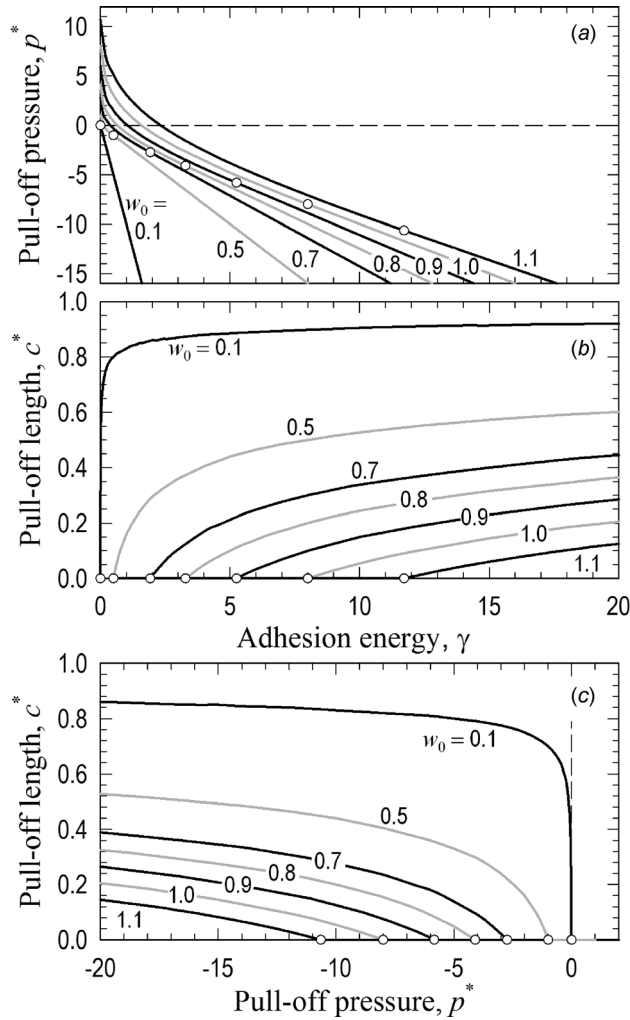 (a)
Pull-off pressure, p*
10
5
0
-5
-10
-15
w0 =
0.1
0.5
0.7
0.8
0.9
1.0
1.1
(b)
Pull-off length, c*
1.0
0.8
0.6
0.4
0.2
0.0
w0 = 0.1
0.5
0.7
0.8
0.9
1.0
1.1
0 5 10 15 20
Adhesion energy, γ
(c)
Pull-off length, c*
1.0
0.8
0.6
0.4
0.2
0.0
w0 = 0.1
0.5
0.7
0.8
0.9
1.0
1.1
-20 -15 -10 -5 0
Pull-off pressure, p*